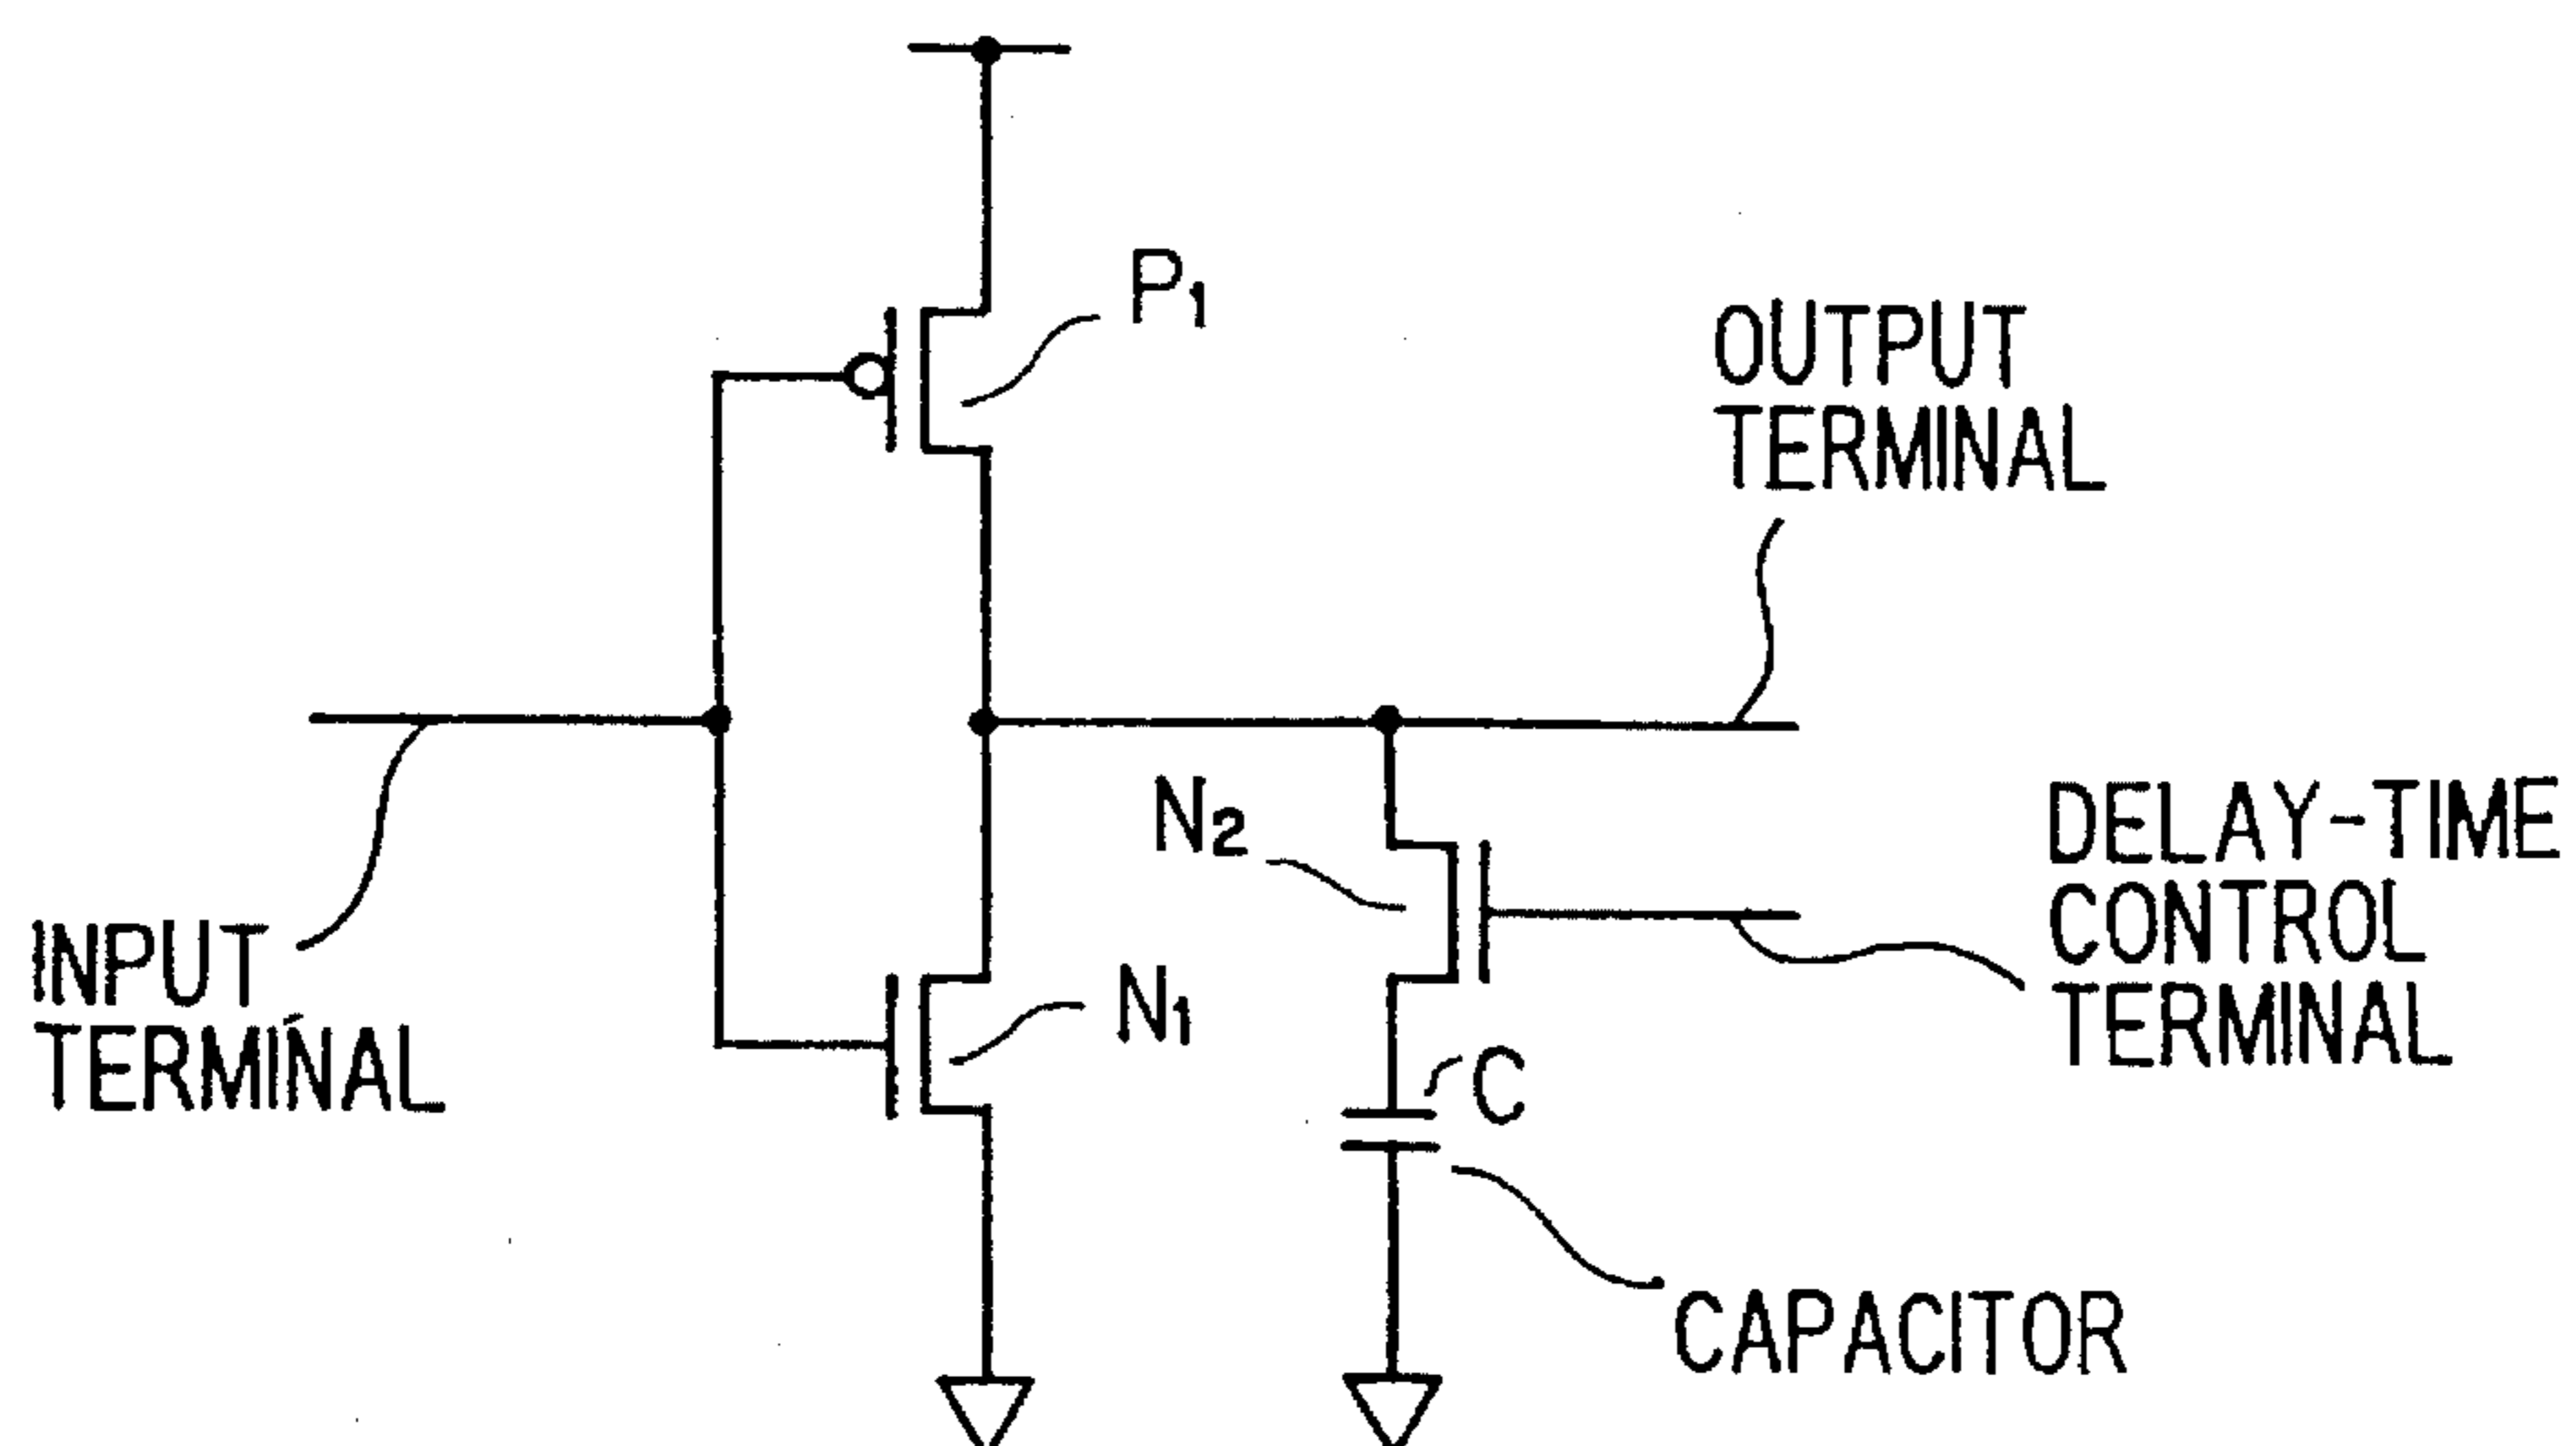 P1
OUTPUT
TERMINAL
N2
DELAY-TIME
CONTROL
TERMINAL
INPUT
TERMINAL
N1
C
CAPACITOR